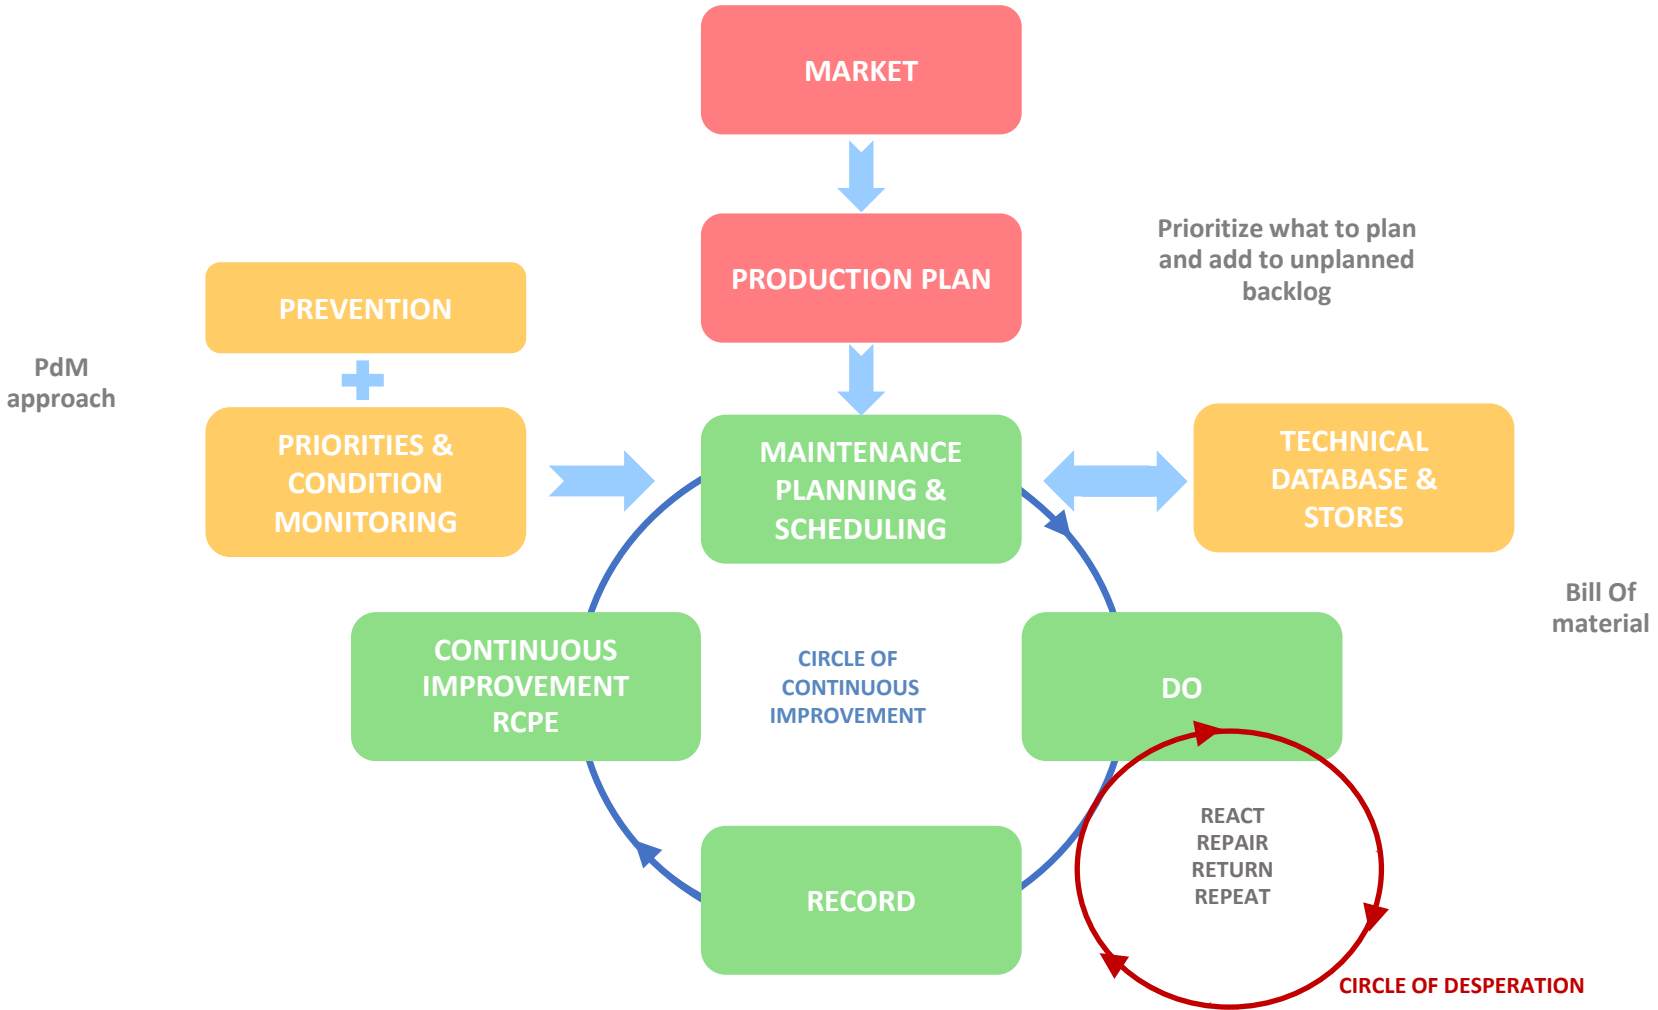 MARKET
PRODUCTION PLAN
Prioritize what to plan
and add to unplanned
backlog
PREVENTION
PdM
approach
PRIORITIES &
CONDITION
MONITORING
MAINTENANCE
PLANNING &
SCHEDULING
TECHNICAL
DATABASE &
STORES
Bill Of
material
CONTINUOUS
IMPROVEMENT
RCPE
CIRCLE OF
CONTINUOUS
IMPROVEMENT
DO
REACT
REPAIR
RETURN
REPEAT
RECORD
CIRCLE OF DESPERATION